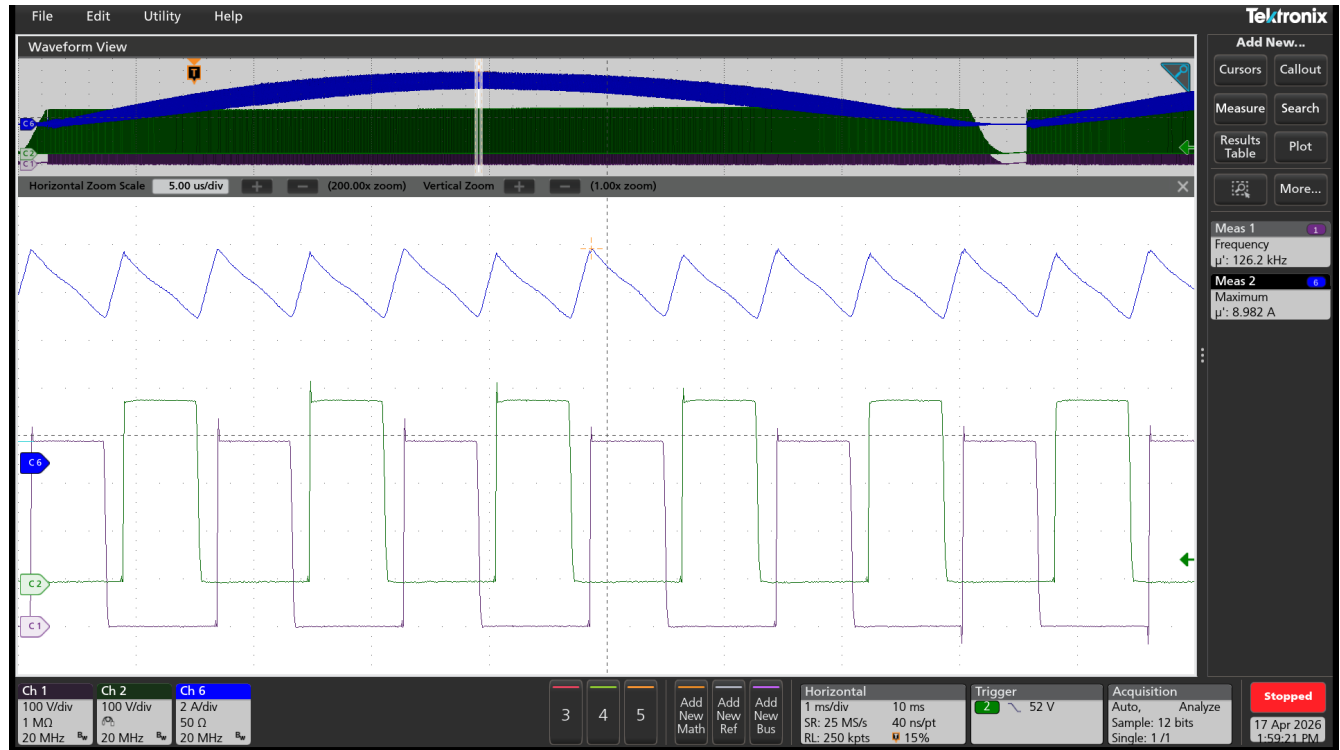 File Edit Utility Help
Tektronix
Waveform View
Add New...
T
Cursors Callout
C6
Measure Search
Results Table Plot
C2
C1
Horizontal Zoom Scale 5.00 us/div + − (200.00x zoom) Vertical Zoom + − (1.00x zoom) ×
More...
Meas 1 1
Frequency
µ': 126.2 kHz
Meas 2 6
Maximum
µ': 8.982 A
C6
C2
C1
Ch 1
100 V/div
1 MΩ
20 MHz Bw
Ch 2
100 V/div
20 MHz Bw
Ch 6
2 A/div
50 Ω
20 MHz Bw
3 4 5
Add New Math
Add New Ref
Add New Bus
Horizontal
1 ms/div 10 ms
SR: 25 MS/s 40 ns/pt
RL: 250 kpts T 15%
Trigger
2 52 V
Acquisition
Auto, Analyze
Sample: 12 bits
Single: 1 /1
Stopped
17 Apr 2026
1:59:21 PM